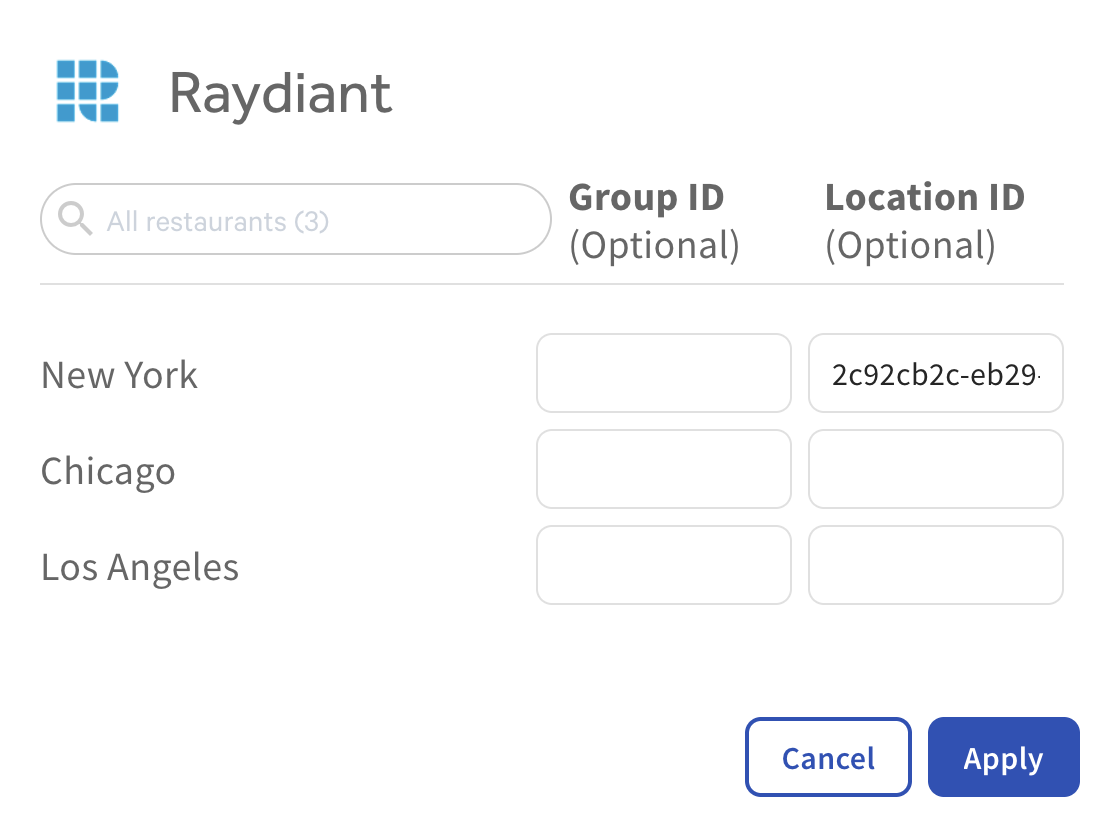 Raydiant
All restaurants (3)
Group ID
(Optional)
Location ID
(Optional)
New York
2c92cb2c-eb29-
Chicago
Los Angeles
Cancel
Apply